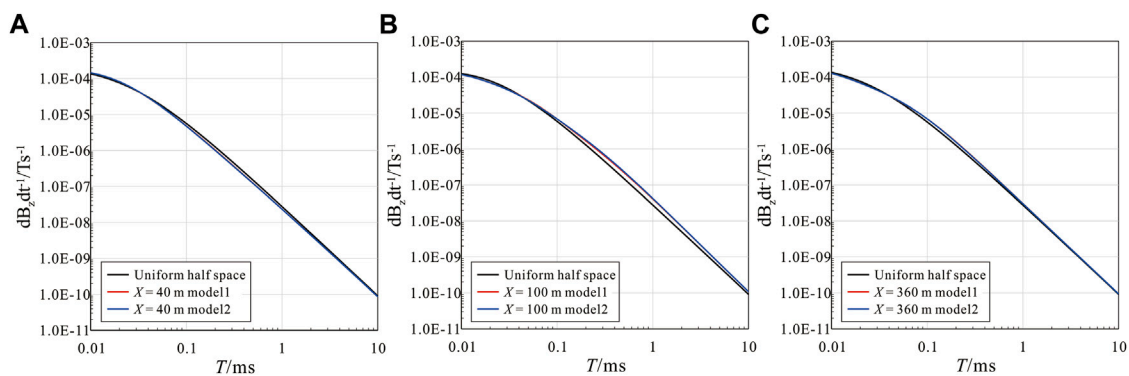 A
1.0E-03
1.0E-04
1.0E-05
1.0E-06
1.0E-07
1.0E-08
1.0E-09
1.0E-10
1.0E-11
dB_zdt⁻¹/Ts⁻¹
Uniform half space
X = 40 m model1
X = 40 m model2
0.01 0.1 1 10
T/ms
B
1.0E-03
1.0E-04
1.0E-05
1.0E-06
1.0E-07
1.0E-08
1.0E-09
1.0E-10
1.0E-11
dB_zdt⁻¹/Ts⁻¹
Uniform half space
X = 100 m model1
X = 100 m model2
0.01 0.1 1 10
T/ms
C
1.0E-03
1.0E-04
1.0E-05
1.0E-06
1.0E-07
1.0E-08
1.0E-09
1.0E-10
1.0E-11
dB_zdt⁻¹/Ts⁻¹
Uniform half space
X = 360 m model1
X = 360 m model2
0.01 0.1 1 10
T/ms